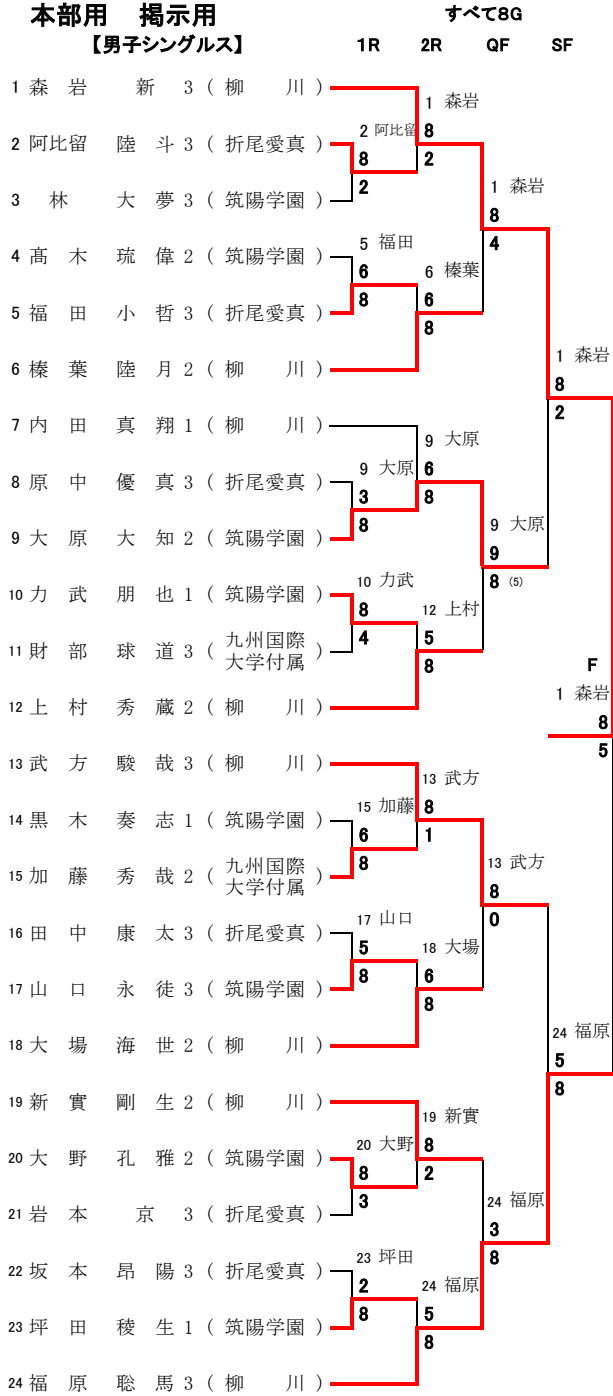 本部用 掲示用 すべて8G
【男子シングルス】 1R 2R QF SF
1 森岩 新 3 ( 柳川 )
1 森岩
8
2 阿比留
2 阿比留 陸斗 3 ( 折尾愛真 )
8 2
2
1 森岩
3 林 大夢 3 ( 筑陽学園 )
8
4
5 福田
4 髙木 琉偉 2 ( 筑陽学園 )
6
6 榛葉
8
6
5 福田 小哲 3 ( 折尾愛真 )
8
1 森岩
6 榛葉 陸月 2 ( 柳川 )
8
2
7 内田 真翔 1 ( 柳川 )
9 大原
9 大原
6
8 原中 優真 3 ( 折尾愛真 )
3
8
8
9 大原
9 大原 大知 2 ( 筑陽学園 )
9
8 (5)
10 力武
10 力武 朋也 1 ( 筑陽学園 )
8
12 上村
4
5
11 財部 球道 3 ( 九州国際大学付属 )
8
F
1 森岩
12 上村 秀蔵 2 ( 柳川 )
8
5
13 武方 駿哉 3 ( 柳川 )
13 武方
15 加藤
8
14 黒木 奏志 1 ( 筑陽学園 )
6
1
8
13 武方
15 加藤 秀哉 2 ( 九州国際大学付属 )
8
0
17 山口
16 田中 康太 3 ( 折尾愛真 )
5
18 大場
8
6
17 山口 永徒 3 ( 筑陽学園 )
8
24 福原
18 大場 海世 2 ( 柳川 )
5
8
19 新實 剛生 2 ( 柳川 )
19 新實
20 大野
8
20 大野 孔雅 2 ( 筑陽学園 )
8
2
3
24 福原
21 岩本 京 3 ( 折尾愛真 )
3
8
23 坪田
22 坂本 昂陽 3 ( 折尾愛真 )
2
24 福原
8
5
23 坪田 稜生 1 ( 筑陽学園 )
8
24 福原 聡馬 3 ( 柳川 )